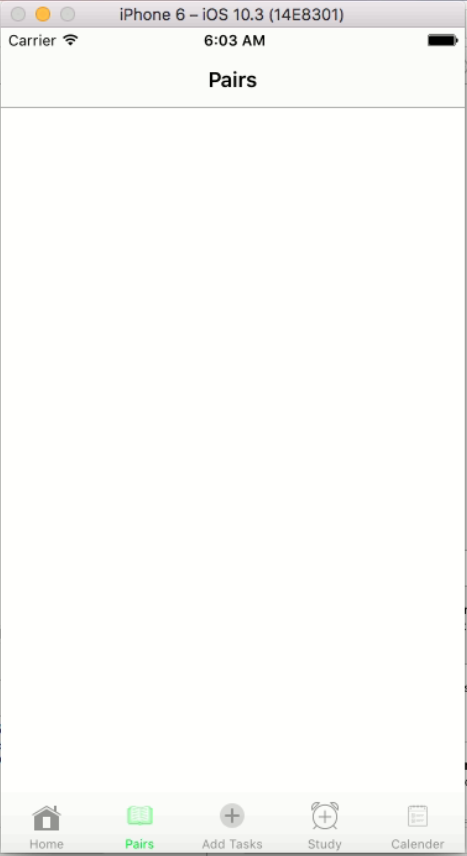 iPhone 6 – iOS 10.3 (14E8301)
Carrier 6:03 AM
Pairs
Home Pairs Add Tasks Study Calender